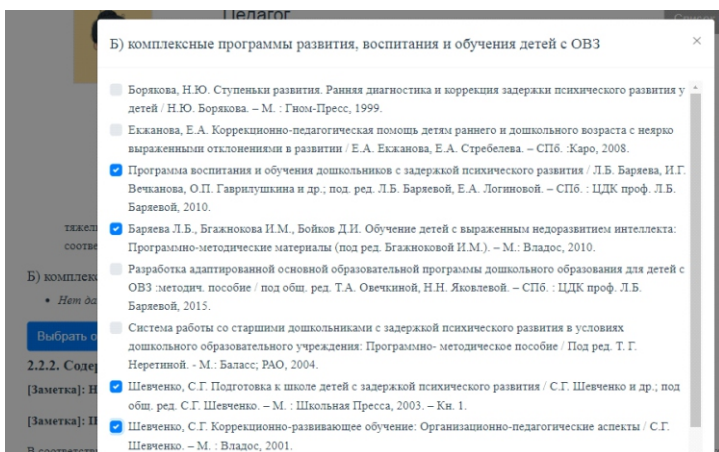 Педагог
Список
Б) комплексные программы развития, воспитания и обучения детей с ОВЗ
×
Борякова, Н.Ю. Ступеньки развития. Ранняя диагностика и коррекция задержки психического развития у
детей / Н.Ю. Борякова. – М. : Гном-Пресс, 1999.
Екжанова, Е.А. Коррекционно-педагогическая помощь детям раннего и дошкольного возраста с неярко
выраженными отклонениями в развитии / Е.А. Екжанова, Е.А. Стребелева. – СПб. :Каро, 2008.
Программа воспитания и обучения дошкольников с задержкой психического развития / Л.Б. Баряева, И.Г.
Вечканова, О.П. Гаврилушкина и др.; под. ред. Л.Б. Баряевой, Е.А. Логиновой. – СПб. : ЦДК проф. Л.Б.
Баряевой, 2010.
тяжел
Баряева Л.Б., Бгажнокова И.М., Бойков Д.И. Обучение детей с выраженным недоразвитием интеллекта:
соотве
Программно-методические материалы (под ред. Бгажноковой И.М.). – М.: Владос, 2010.
Б) комплекс
Разработка адаптированной основной образовательной программы дошкольного образования для детей с
ОВЗ :методич. пособие / под общ. ред. Т.А. Овечкиной, Н.Н. Яковлевой. – СПб. : ЦДК проф. Л.Б.
• Нет да
Баряевой, 2015.
Выбрать о
Система работы со старшими дошкольниками с задержкой психического развития в условиях
дошкольного образовательного учреждения: Программно- методическое пособие / Под ред. Т. Г.
2.2.2. Содер
Неретиной. - М.: Баласс; РАО, 2004.
[Заметка]: Н
Шевченко, С.Г. Подготовка к школе детей с задержкой психического развития / С.Г. Шевченко и др.; под
общ. ред. С.Г. Шевченко. – М. : Школьная Пресса, 2003. – Кн. 1.
[Заметка]: П
Шевченко, С.Г. Коррекционно-развивающее обучение: Организационно-педагогические аспекты / С.Г.
Шевченко. – М. : Владос, 2001.
В соответств